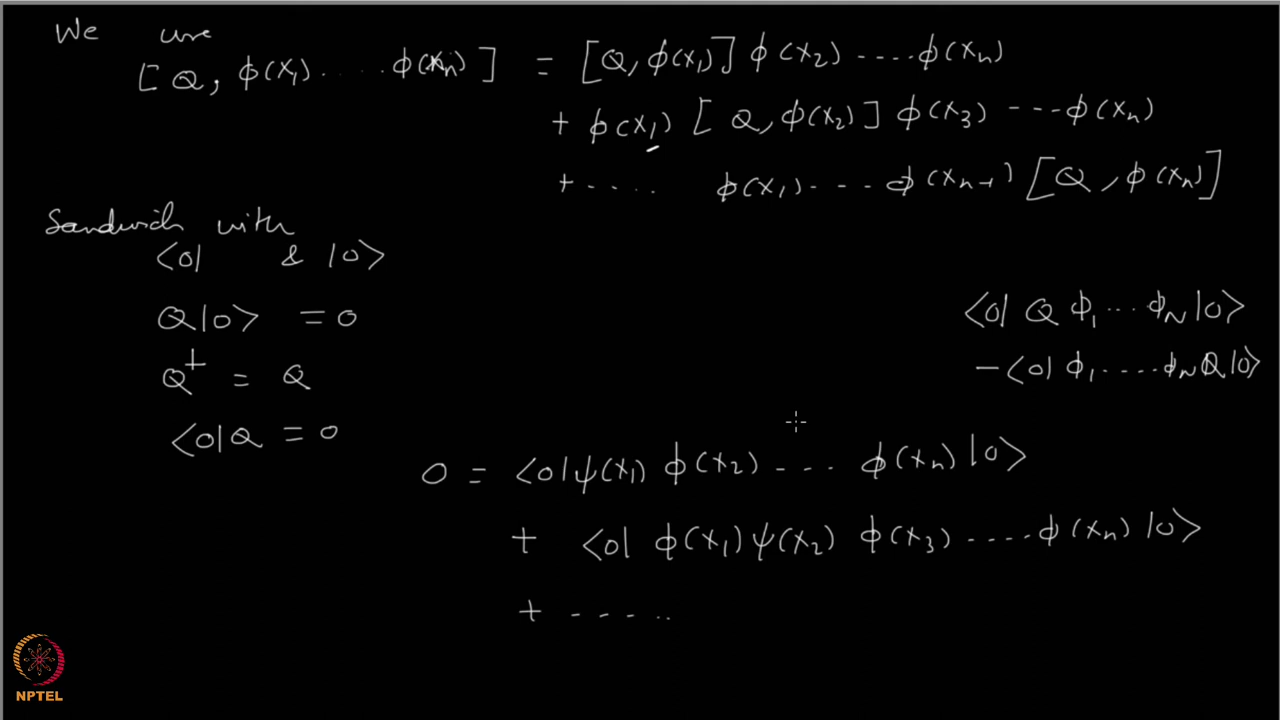 We use
[Q, ϕ(x₁) ..... ϕ(xₙ)] = [Q, ϕ(x₁)] ϕ(x₂) ..... ϕ(xₙ)
+ ϕ(x₁) [Q, ϕ(x₂)] ϕ(x₃) --- ϕ(xₙ)
+ ..... ϕ(x₁) ---- ϕ(xₙ₋₁) [Q, ϕ(xₙ)]
Sandwich with
⟨0| & |0⟩
Q|0⟩ = 0
Q† = Q
⟨0|Q = 0
⟨0| Q ϕ₁ ... ϕ_N |0⟩
- ⟨0| ϕ₁ ..... ϕ_N Q |0⟩
0 = ⟨0|ψ(x₁) ϕ(x₂) --- ϕ(xₙ) |0⟩
+ ⟨0| ϕ(x₁) ψ(x₂) ϕ(x₃) ..... ϕ(xₙ) |0⟩
+ -----
NPTEL